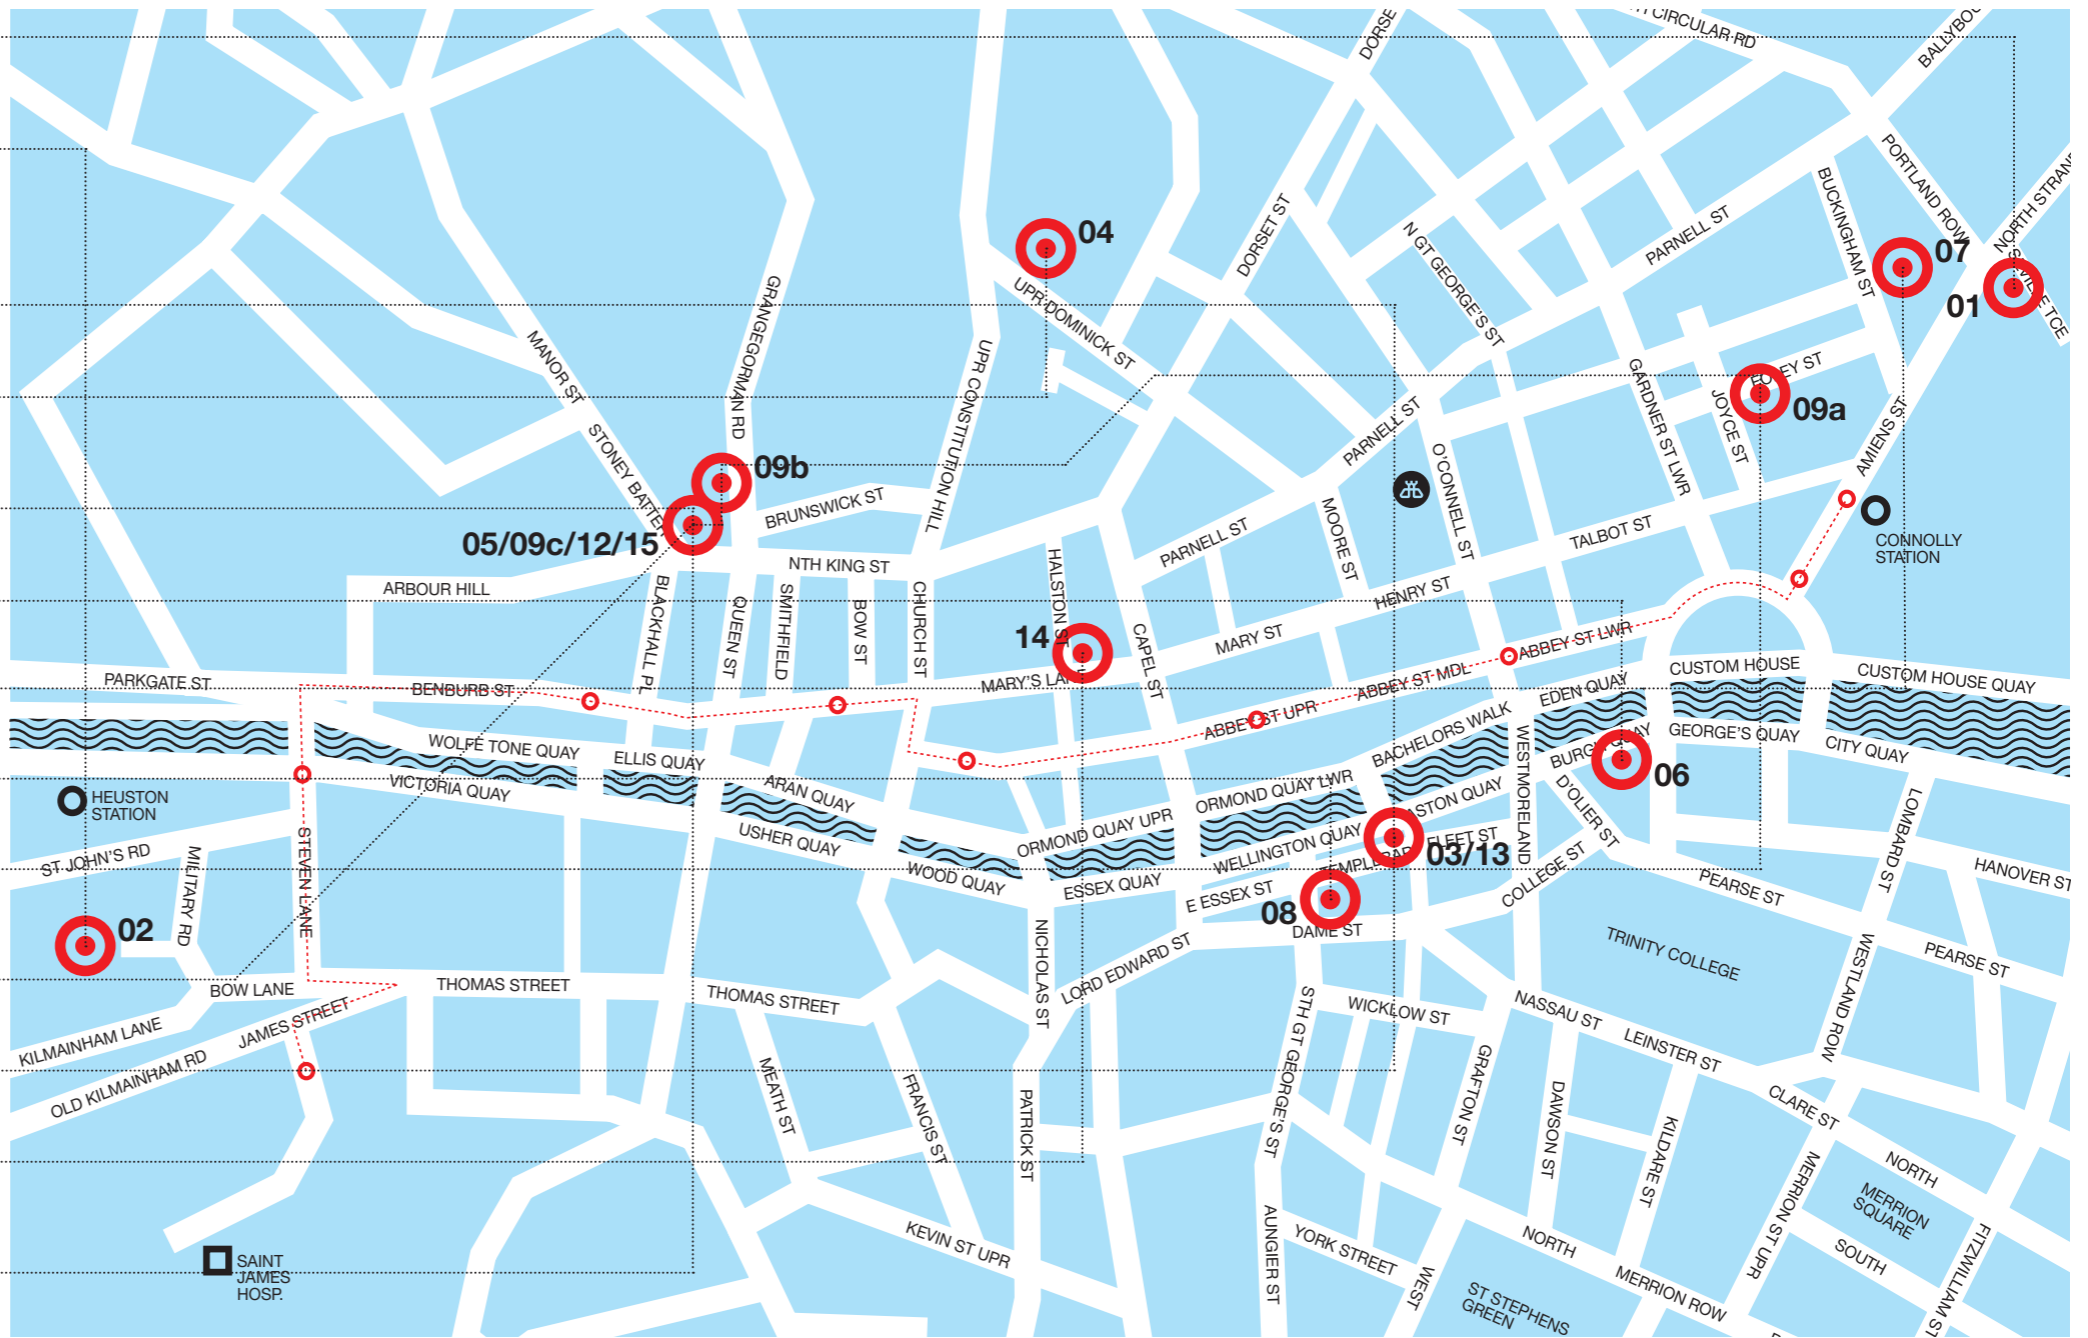 DORSE
H CIRCULAR RD
BALLYBOU
PORTLAND ROW
NORTH STRAN
BUCKINGHAM ST
PARNELL ST
N GT GEORGE'S ST
DORSET ST
04
07
01
UPR DOMINICK ST
GRANGEGORMAN RD
UPR CONSTITUTION HILL
MANOR ST
STONEY BATTE
GARDNER ST LWR
JOYCE ST
09a
AMIENS ST
PARNELL ST
O'CONNELL ST
09b
BRUNSWICK ST
05/09c/12/15
PARNELL ST
MOORE ST
TALBOT ST
CONNOLLY
STATION
NTH KING ST
ARBOUR HILL
BLACKHALL PL
QUEEN ST
SMITHFIELD
BOW ST
CHURCH ST
HALSTON ST
HENRY ST
14
CAPEL ST
MARY ST
ABBEY ST LWR
CUSTOM HOUSE
CUSTOM HOUSE QUAY
PARKGATE ST
BENBURB ST
MARY'S LA
ABBEY ST MDL
ABBEY ST UPR
EDEN QUAY
BACHELORS WALK
WESTMORELAND
GEORGE'S QUAY
CITY QUAY
WOLFE TONE QUAY
ELLIS QUAY
VICTORIA QUAY
ARAN QUAY
ORMOND QUAY LWR
ORMOND QUAY UPR
06
D'OLIER ST
HEUSTON
STATION
USHER QUAY
WELLINGTON QUAY
ASTON QUAY
FLEET ST
03/13
LOMBARD ST
ST JOHN'S RD
MILITARY RD
STEVEN LANE
WOOD QUAY
ESSEX QUAY
E ESSEX ST
COLLEGE ST
PEARSE ST
HANOVER ST
02
08
DAME ST
NICHOLAS ST
LORD EDWARD ST
TRINITY COLLEGE
WESTLAND ROW
PEARSE ST
BOW LANE
THOMAS STREET
THOMAS STREET
STH GT GEORGE'S ST
WICKLOW ST
NASSAU ST
LEINSTER ST
KILMAINHAM LANE
JAMES STREET
OLD KILMAINHAM RD
MEATH ST
FRANCIS ST
PATRICK ST
GRAFTON ST
DAWSON ST
KILDARE ST
CLARE ST
MERRION ST UPR
NORTH
MERRION
SQUARE
SOUTH
FITZWILLIAM ST
KEVIN ST UPR
AUNGIER ST
YORK STREET
WEST
NORTH
MERRION ROW
ST STEPHENS
GREEN
SAINT
JAMES
HOSP.